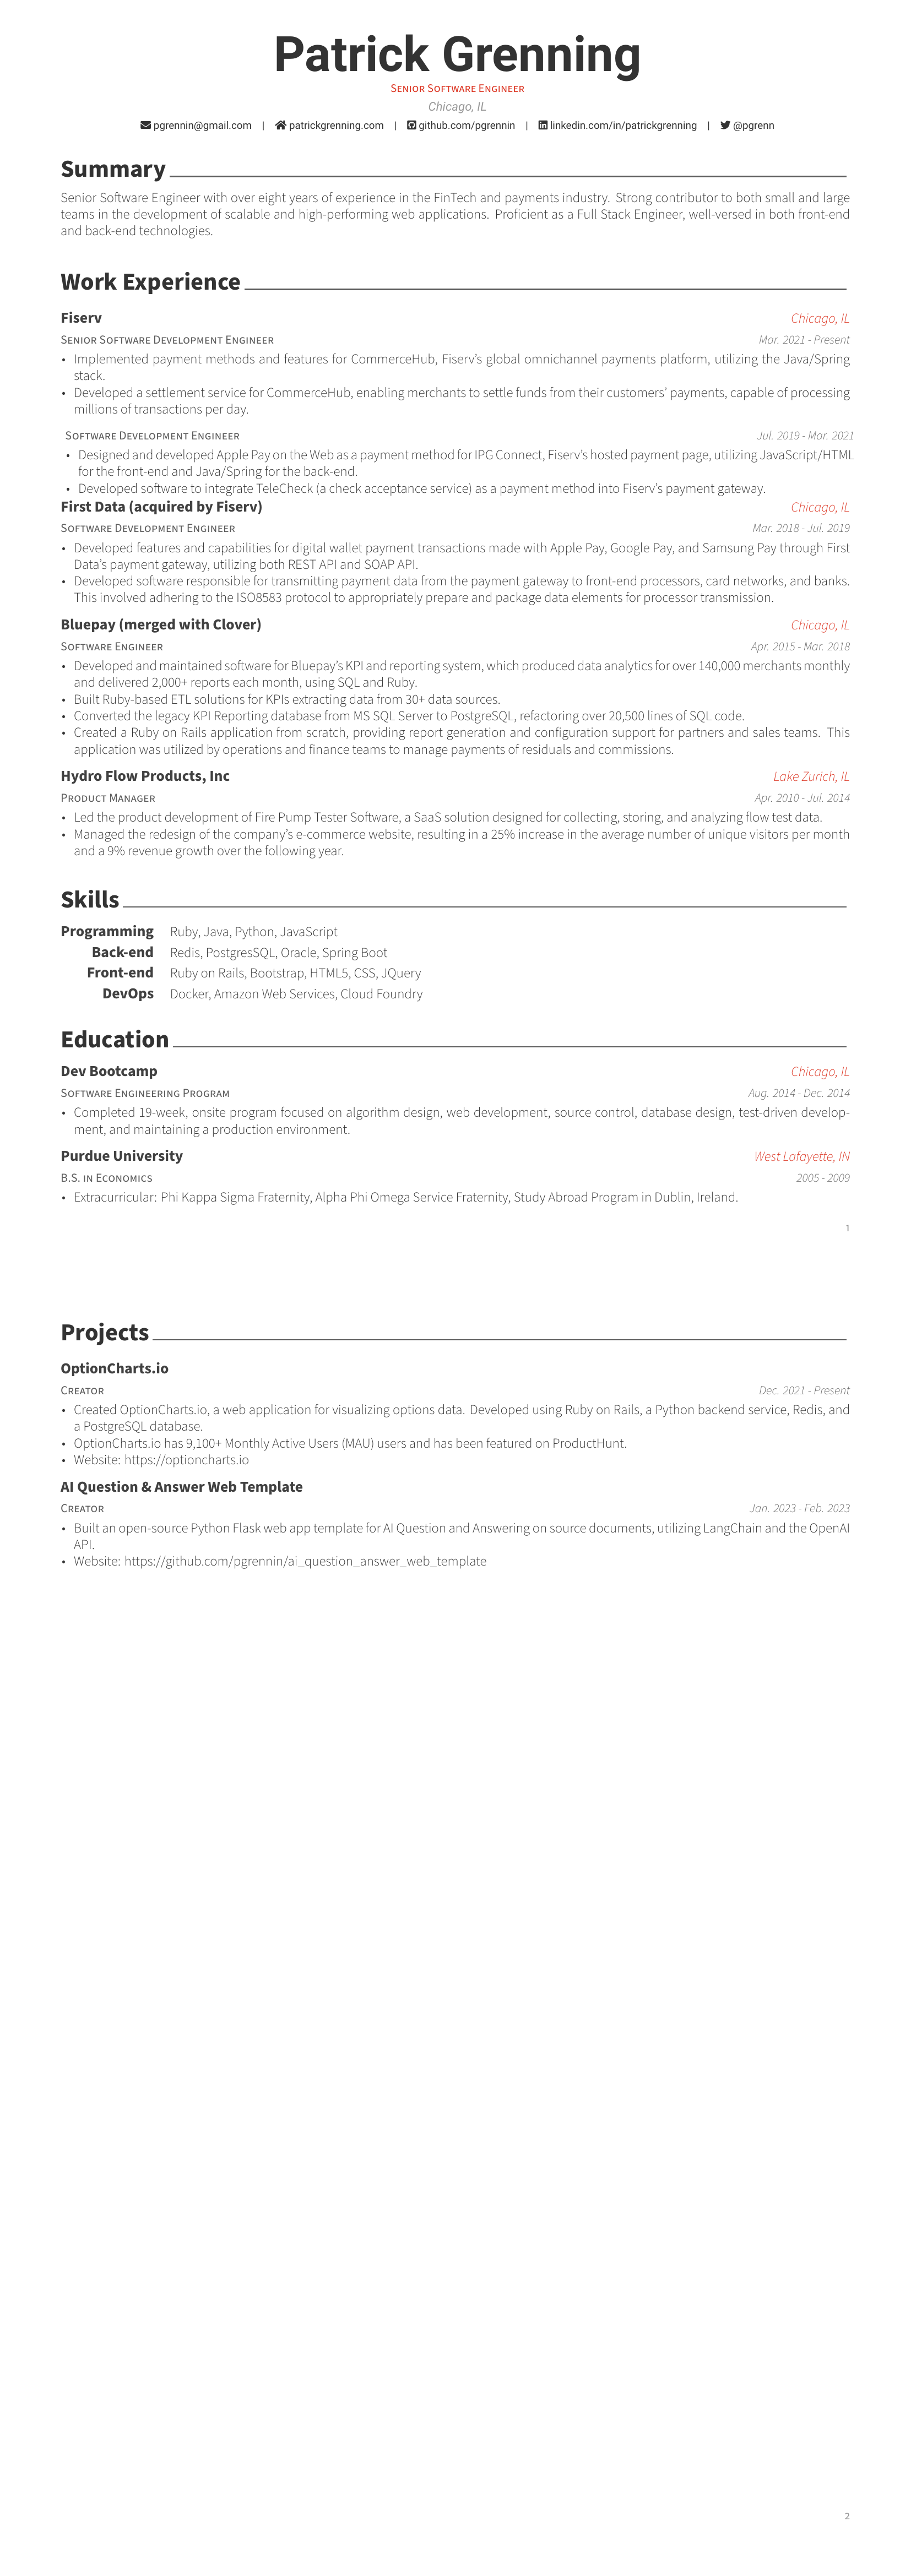 Patrick Grenning
Senior Software Engineer
Chicago, IL
pgrennin@gmail.com | patrickgrenning.com | github.com/pgrennin | linkedin.com/in/patrickgrenning | @pgrenn
Summary
Senior Software Engineer with over eight years of experience in the FinTech and payments industry. Strong contributor to both small and large
teams in the development of scalable and high-performing web applications. Proficient as a Full Stack Engineer, well-versed in both front-end
and back-end technologies.
Work Experience
Fiserv Chicago, IL
Senior Software Development Engineer Mar. 2021 - Present
• Implemented payment methods and features for CommerceHub, Fiserv’s global omnichannel payments platform, utilizing the Java/Spring
stack.
• Developed a settlement service for CommerceHub, enabling merchants to settle funds from their customers’ payments, capable of processing
millions of transactions per day.
Software Development Engineer Jul. 2019 - Mar. 2021
• Designed and developed Apple Pay on the Web as a payment method for IPG Connect, Fiserv’s hosted payment page, utilizing JavaScript/HTML
for the front-end and Java/Spring for the back-end.
• Developed software to integrate TeleCheck (a check acceptance service) as a payment method into Fiserv’s payment gateway.
First Data (acquired by Fiserv) Chicago, IL
Software Development Engineer Mar. 2018 - Jul. 2019
• Developed features and capabilities for digital wallet payment transactions made with Apple Pay, Google Pay, and Samsung Pay through First
Data’s payment gateway, utilizing both REST API and SOAP API.
• Developed software responsible for transmitting payment data from the payment gateway to front-end processors, card networks, and banks.
This involved adhering to the ISO8583 protocol to appropriately prepare and package data elements for processor transmission.
Bluepay (merged with Clover) Chicago, IL
Software Engineer Apr. 2015 - Mar. 2018
• Developed and maintained software for Bluepay’s KPI and reporting system, which produced data analytics for over 140,000 merchants monthly
and delivered 2,000+ reports each month, using SQL and Ruby.
• Built Ruby-based ETL solutions for KPIs extracting data from 30+ data sources.
• Converted the legacy KPI Reporting database from MS SQL Server to PostgreSQL, refactoring over 20,500 lines of SQL code.
• Created a Ruby on Rails application from scratch, providing report generation and configuration support for partners and sales teams. This
application was utilized by operations and finance teams to manage payments of residuals and commissions.
Hydro Flow Products, Inc Lake Zurich, IL
Product Manager Apr. 2010 - Jul. 2014
• Led the product development of Fire Pump Tester Software, a SaaS solution designed for collecting, storing, and analyzing flow test data.
• Managed the redesign of the company’s e-commerce website, resulting in a 25% increase in the average number of unique visitors per month
and a 9% revenue growth over the following year.
Skills
Programming Ruby, Java, Python, JavaScript
Back-end Redis, PostgresSQL, Oracle, Spring Boot
Front-end Ruby on Rails, Bootstrap, HTML5, CSS, JQuery
DevOps Docker, Amazon Web Services, Cloud Foundry
Education
Dev Bootcamp Chicago, IL
Software Engineering Program Aug. 2014 - Dec. 2014
• Completed 19-week, onsite program focused on algorithm design, web development, source control, database design, test-driven develop-
ment, and maintaining a production environment.
Purdue University West Lafayette, IN
B.S. in Economics 2005 - 2009
• Extracurricular: Phi Kappa Sigma Fraternity, Alpha Phi Omega Service Fraternity, Study Abroad Program in Dublin, Ireland.
1
Projects
OptionCharts.io
Creator Dec. 2021 - Present
• Created OptionCharts.io, a web application for visualizing options data. Developed using Ruby on Rails, a Python backend service, Redis, and
a PostgreSQL database.
• OptionCharts.io has 9,100+ Monthly Active Users (MAU) users and has been featured on ProductHunt.
• Website: https://optioncharts.io
AI Question & Answer Web Template
Creator Jan. 2023 - Feb. 2023
• Built an open-source Python Flask web app template for AI Question and Answering on source documents, utilizing LangChain and the OpenAI
API.
• Website: https://github.com/pgrennin/ai_question_answer_web_template
2